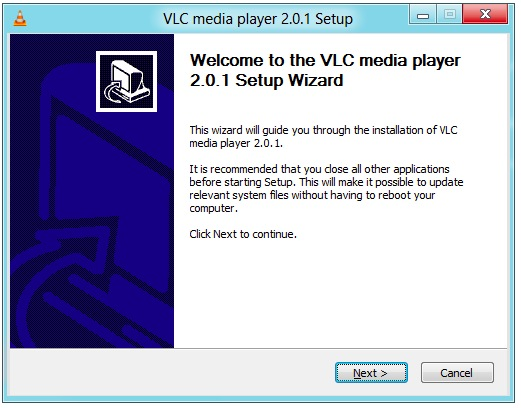 VLC media player 2.0.1 Setup
Welcome to the VLC media player
2.0.1 Setup Wizard
This wizard will guide you through the installation of VLC
media player 2.0.1.
It is recommended that you close all other applications
before starting Setup. This will make it possible to update
relevant system files without having to reboot your
computer.
Click Next to continue.
Next >
Cancel